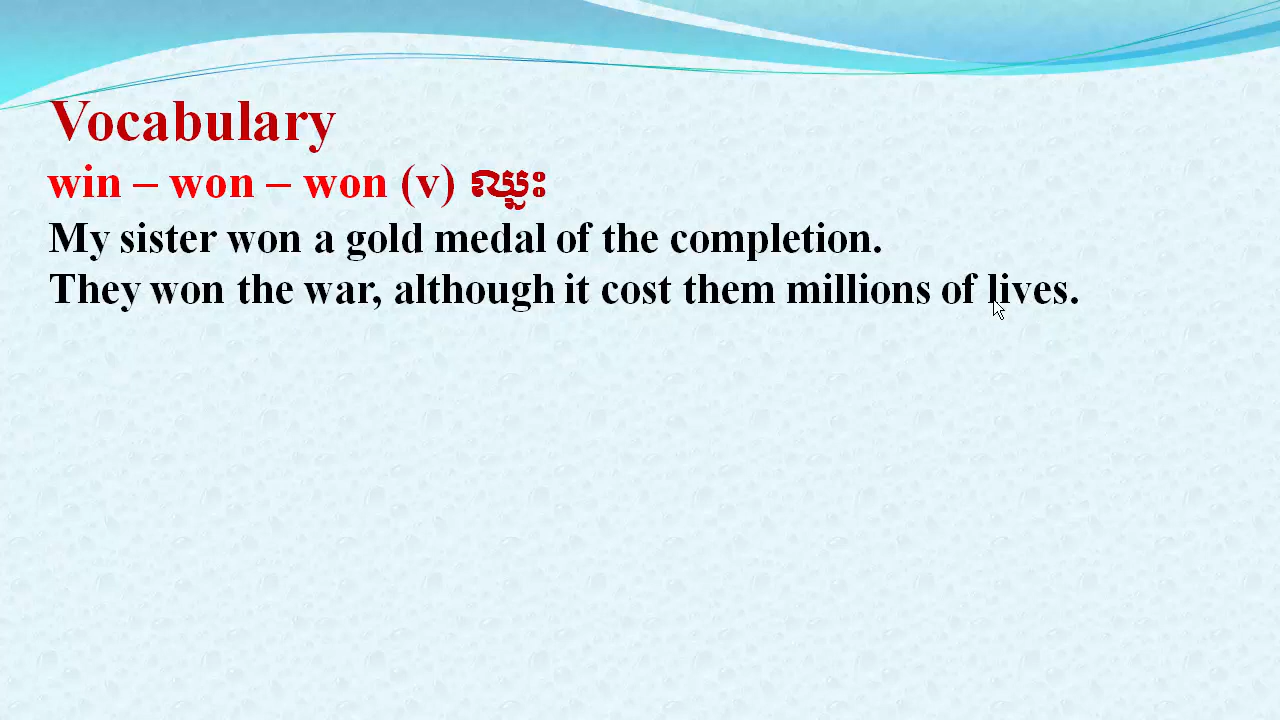 Vocabulary
win – won – won (v) ឈ្នះ
My sister won a gold medal of the completion.
They won the war, although it cost them millions of lives.